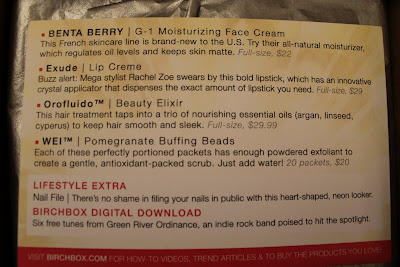 • BENTA BERRY | G-1 Moisturizing Face Cream
This French skincare line is brand-new to the U.S. Try their all-natural moisturizer,
which regulates oil levels and keeps skin matte. Full-size, $22
• Exude | Lip Creme
Buzz alert: Mega stylist Rachel Zoe swears by this bold lipstick, which has an innovative
crystal applicator that dispenses the exact amount of lipstick you need. Full-size, $29
• Orofluido™ | Beauty Elixir
This hair treatment taps into a trio of nourishing essential oils (argan, linseed,
cyperus) to keep hair smooth and sleek. Full-size, $29.99
• WEI™ | Pomegranate Buffing Beads
Each of these perfectly portioned packets has enough powdered exfoliant to
create a gentle, antioxidant-packed scrub. Just add water! 20 packets, $20
LIFESTYLE EXTRA
Nail File | There's no shame in filing your nails in public with this heart-shaped, neon looker.
BIRCHBOX DIGITAL DOWNLOAD
Six free tunes from Green River Ordinance, an indie rock band poised to hit the spotlight.
VISIT BIRCHBOX.COM FOR HOW-TO VIDEOS, TREND ARTICLES & TO BUY THE PRODUCTS YOU LOVE!